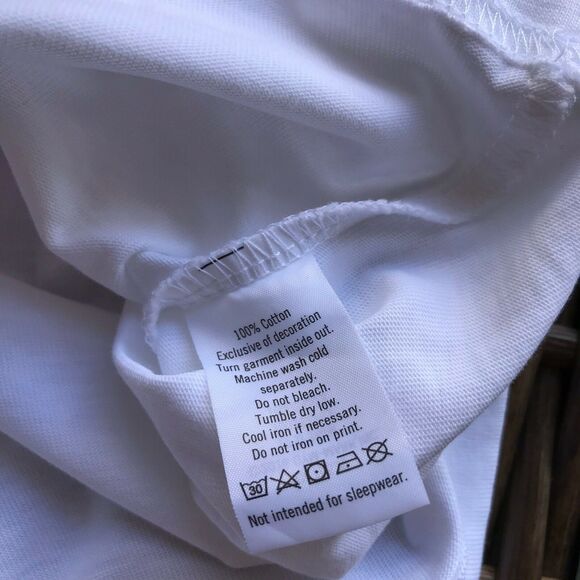 100% Cotton
Exclusive of decoration
Turn garment inside out.
Machine wash cold
separately.
Do not bleach.
Tumble dry low.
Cool iron if necessary.
Do not iron on print.
30
Not intended for sleepwear.